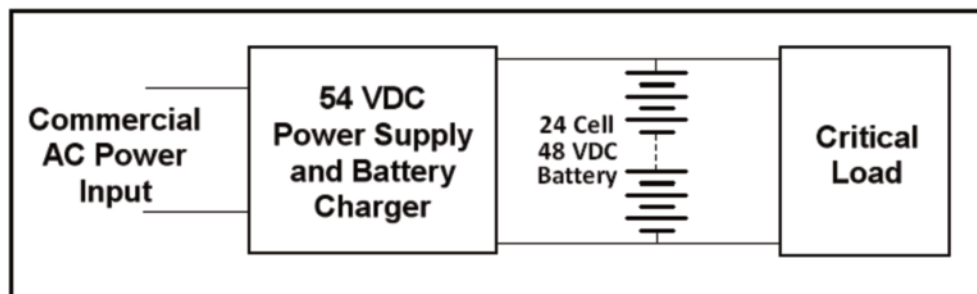 Commercial
AC Power
Input
54 VDC
Power Supply
and Battery
Charger
24 Cell
48 VDC
Battery
Critical
Load